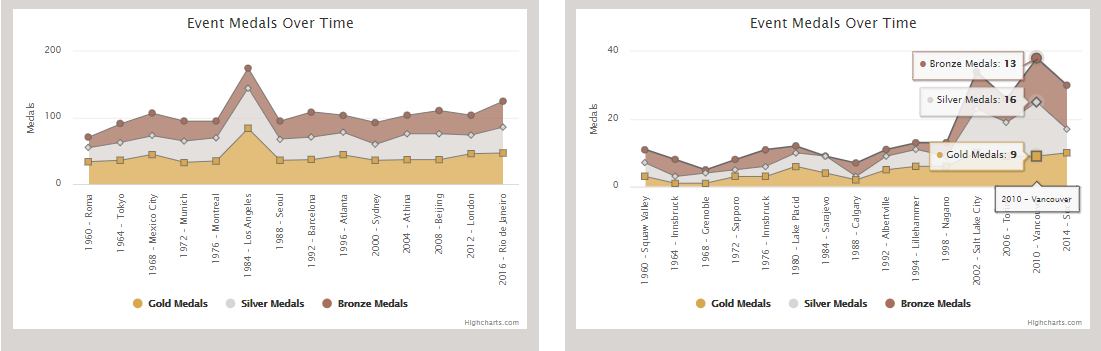 Event Medals Over Time
200
100
0
Medals
1960 - Roma
1964 - Tokyo
1968 - Mexico City
1972 - Munich
1976 - Montreal
1984 - Los Angeles
1988 - Seoul
1992 - Barcelona
1996 - Atlanta
2000 - Sydney
2004 - Athina
2008 - Beijing
2012 - London
2016 - Rio de Janeiro
Gold Medals Silver Medals Bronze Medals
Highcharts.com
Event Medals Over Time
40
20
0
Medals
Bronze Medals: 13
Silver Medals: 16
Gold Medals: 9
2010 - Vancouver
1960 - Squaw Valley
1964 - Innsbruck
1968 - Grenoble
1972 - Sapporo
1976 - Innsbruck
1980 - Lake Placid
1984 - Sarajevo
1988 - Calgary
1992 - Albertville
1994 - Lillehammer
1998 - Nagano
2002 - Salt Lake City
2006 - To
2010 - Vancou
2014 - S
Gold Medals Silver Medals Bronze Medals
Highcharts.com